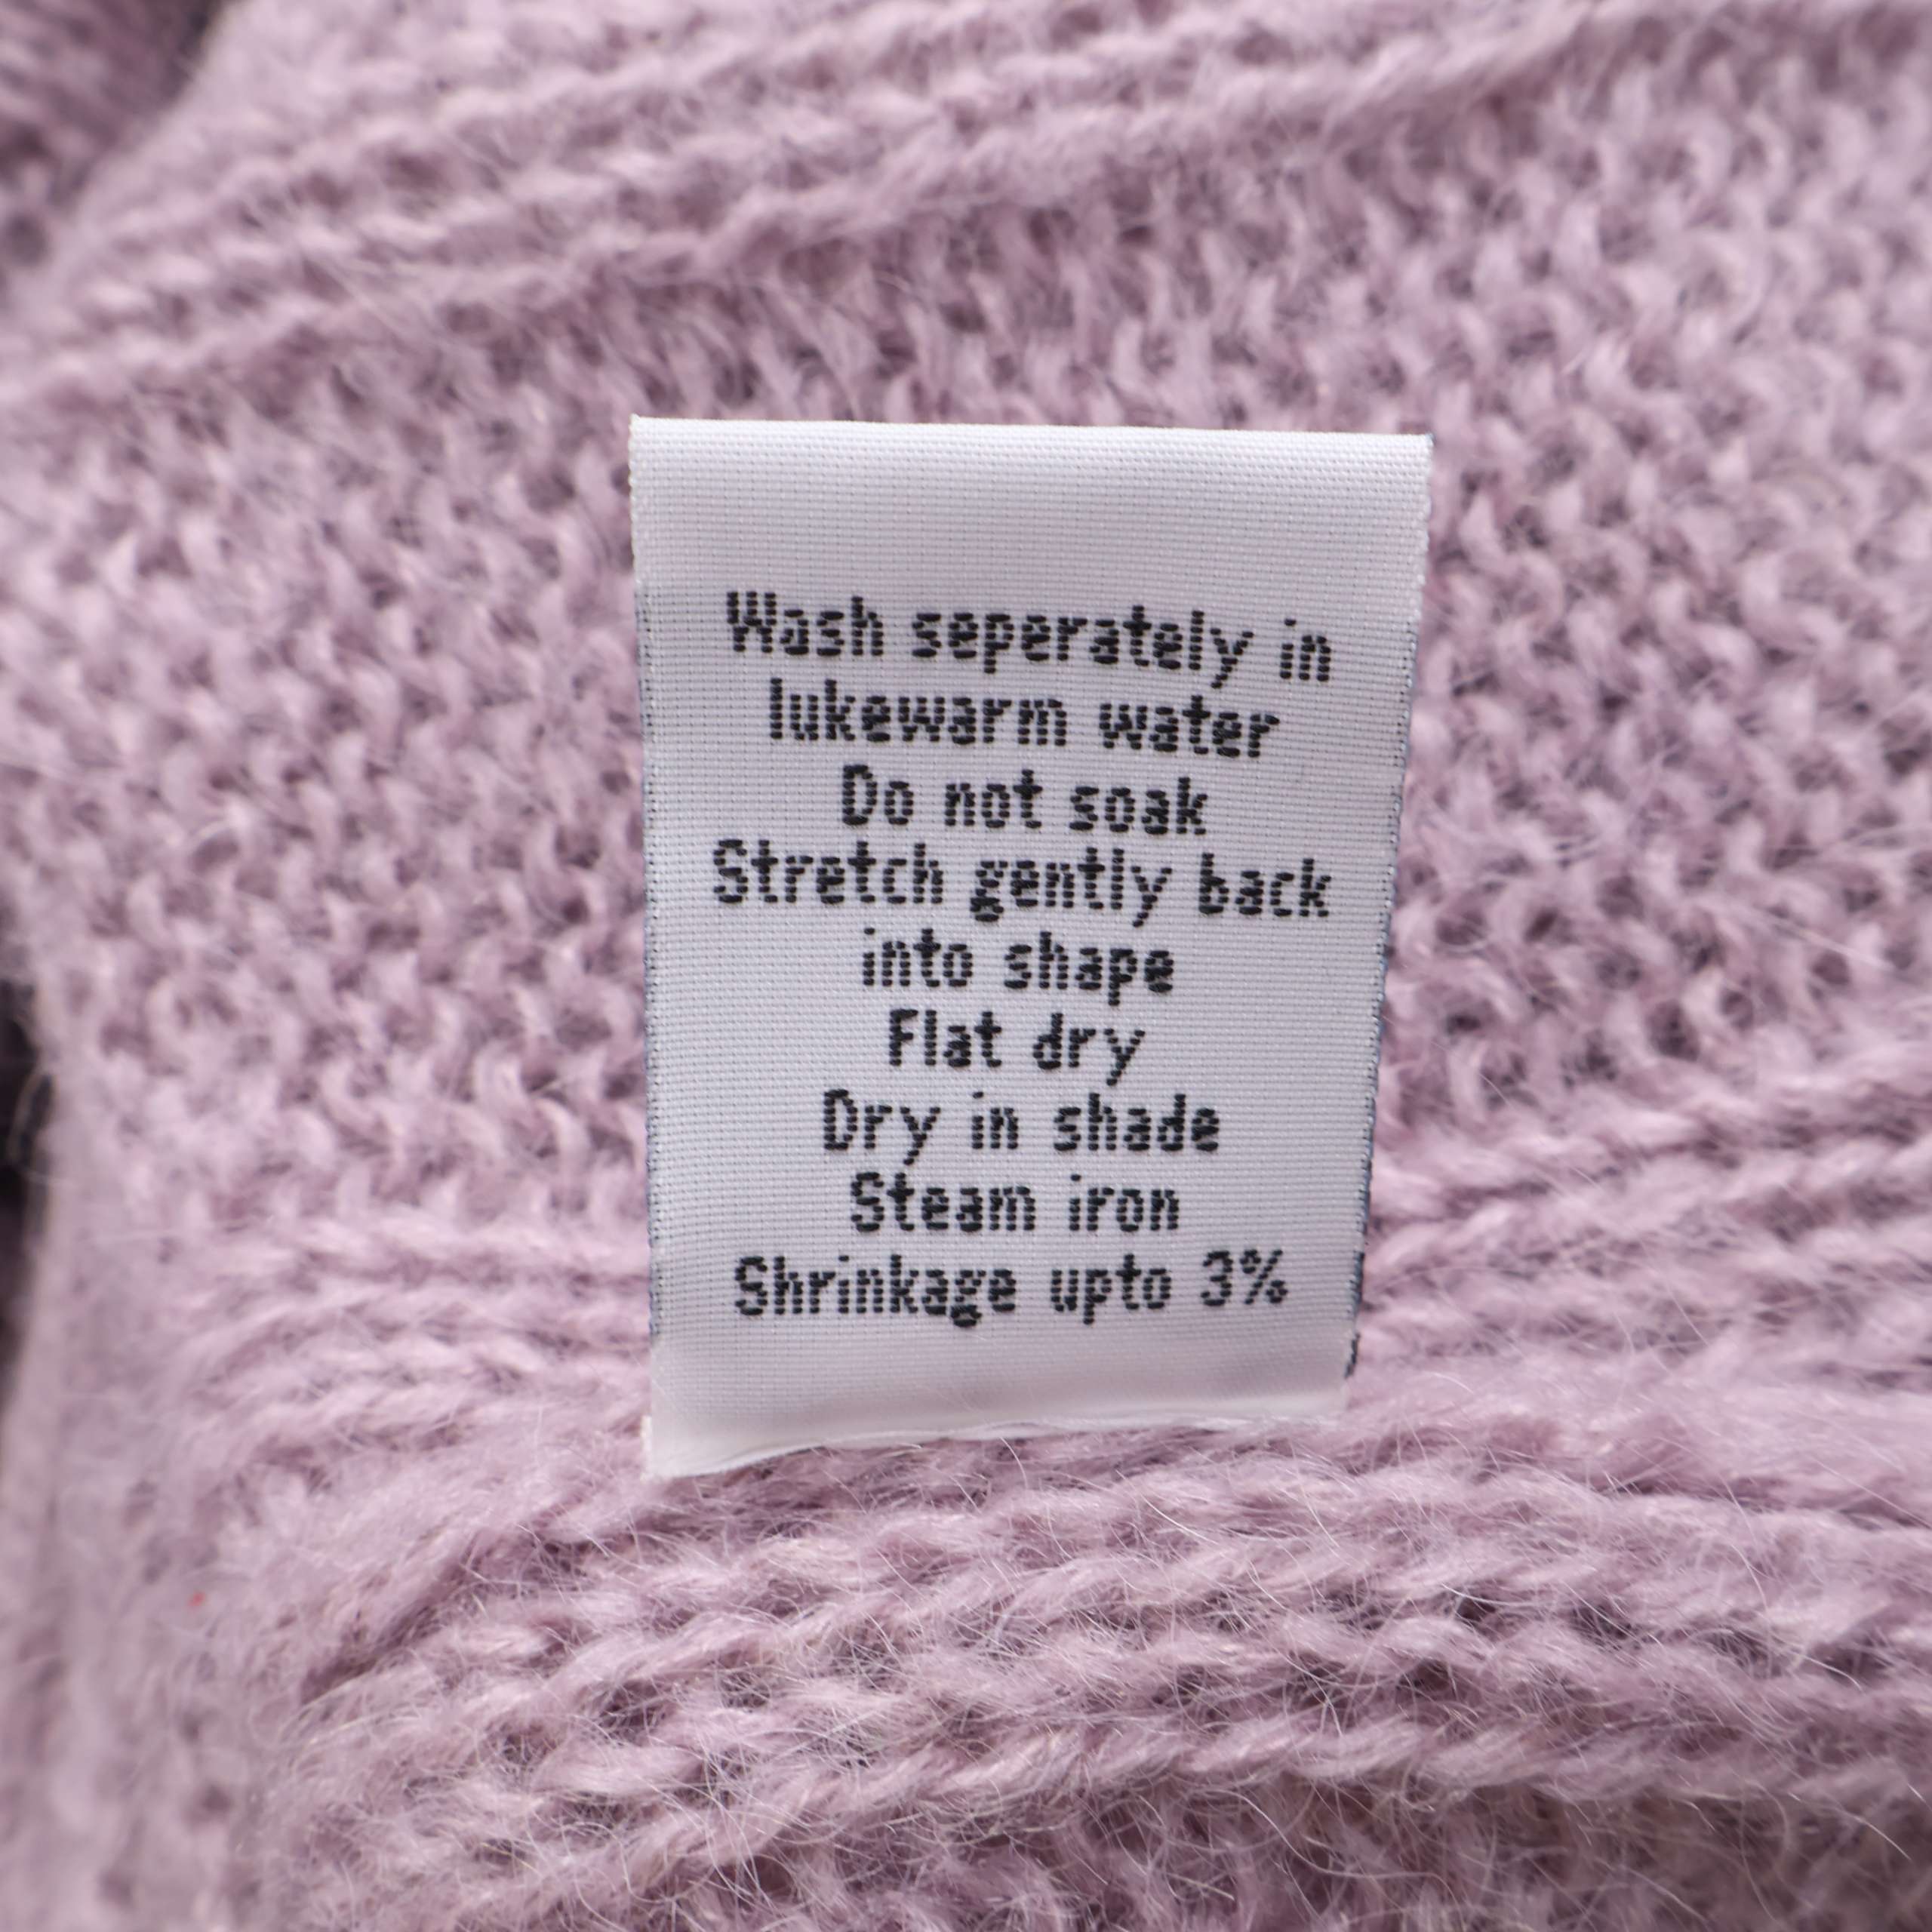 Wash seperately in
lukewarm water
Do not soak
Stretch gently back
into shape
Flat dry
Dry in shade
Steam iron
Shrinkage upto 3%